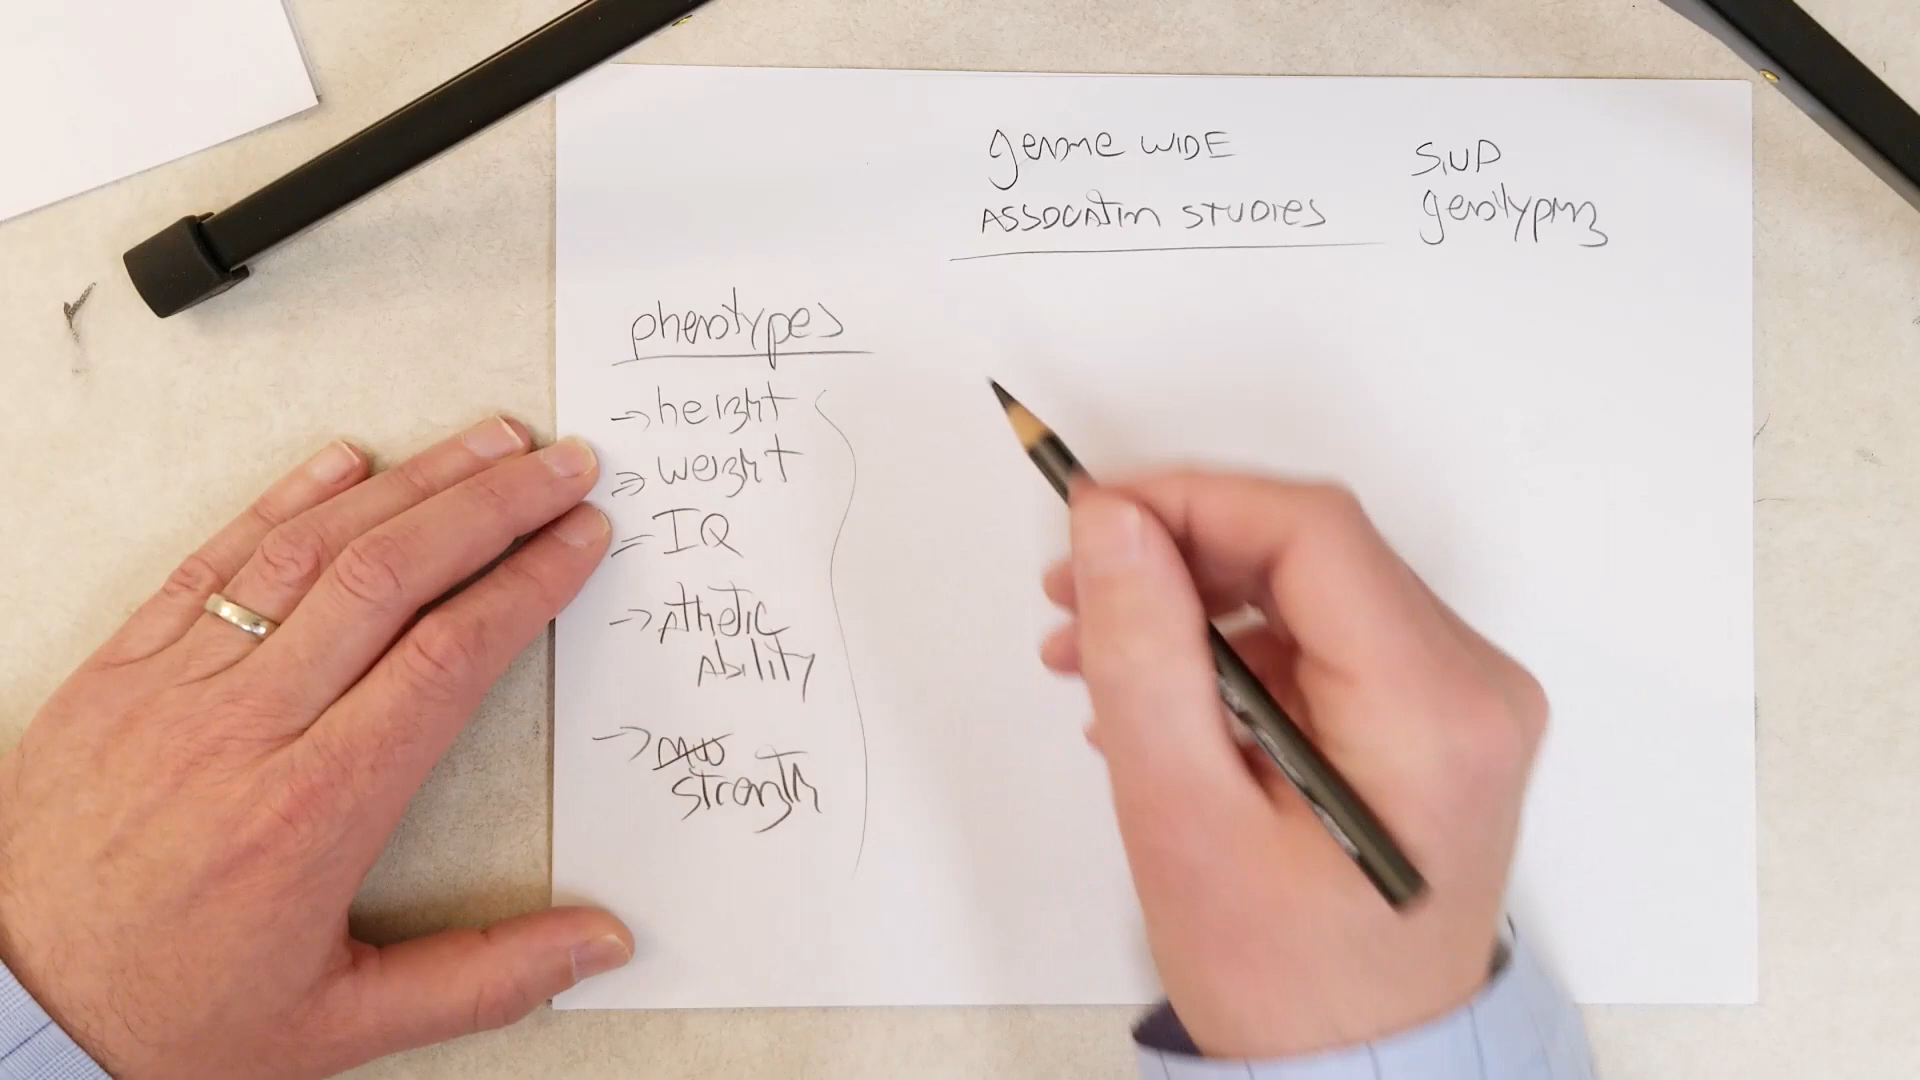 genome WIDE
ASSOCIATION STUDIES
SNP
genotyping
phenotypes
→ height
⇒ weight
= IQ
→ Athletic
Ability
→
strength